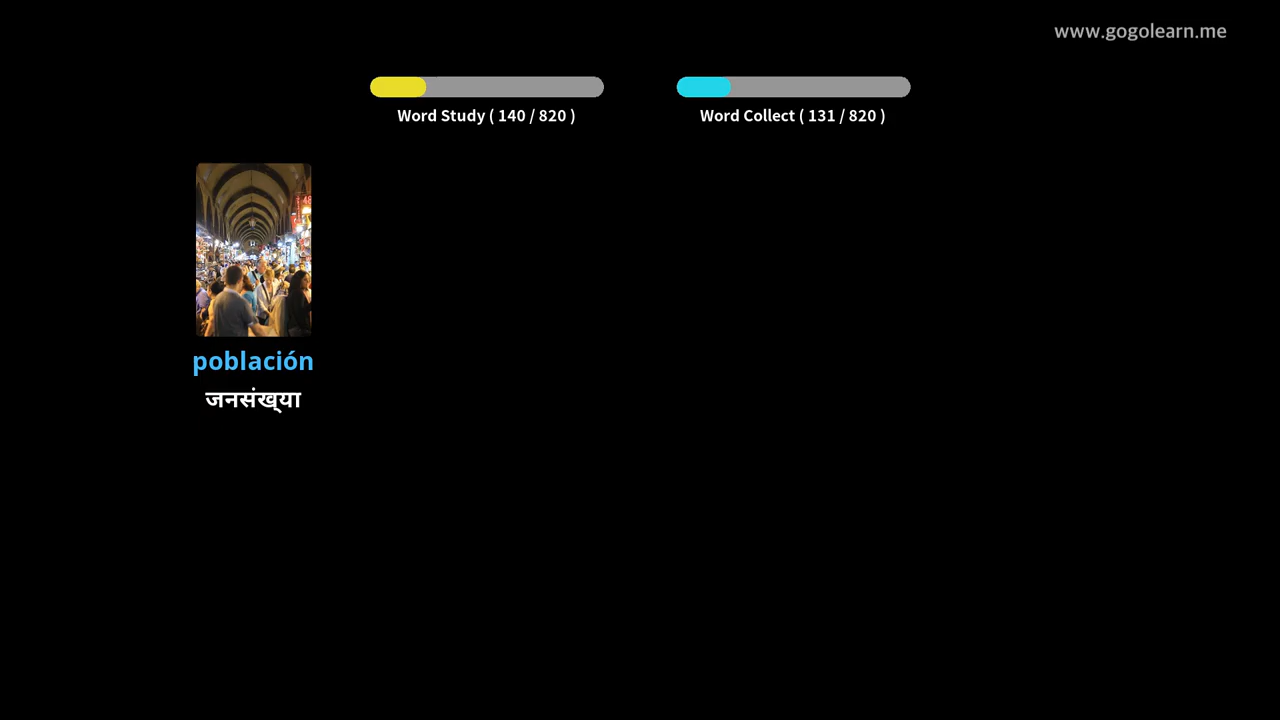 www.gogolearn.me
Word Study ( 140 / 820 )
Word Collect ( 131 / 820 )
población
जनसंख्या